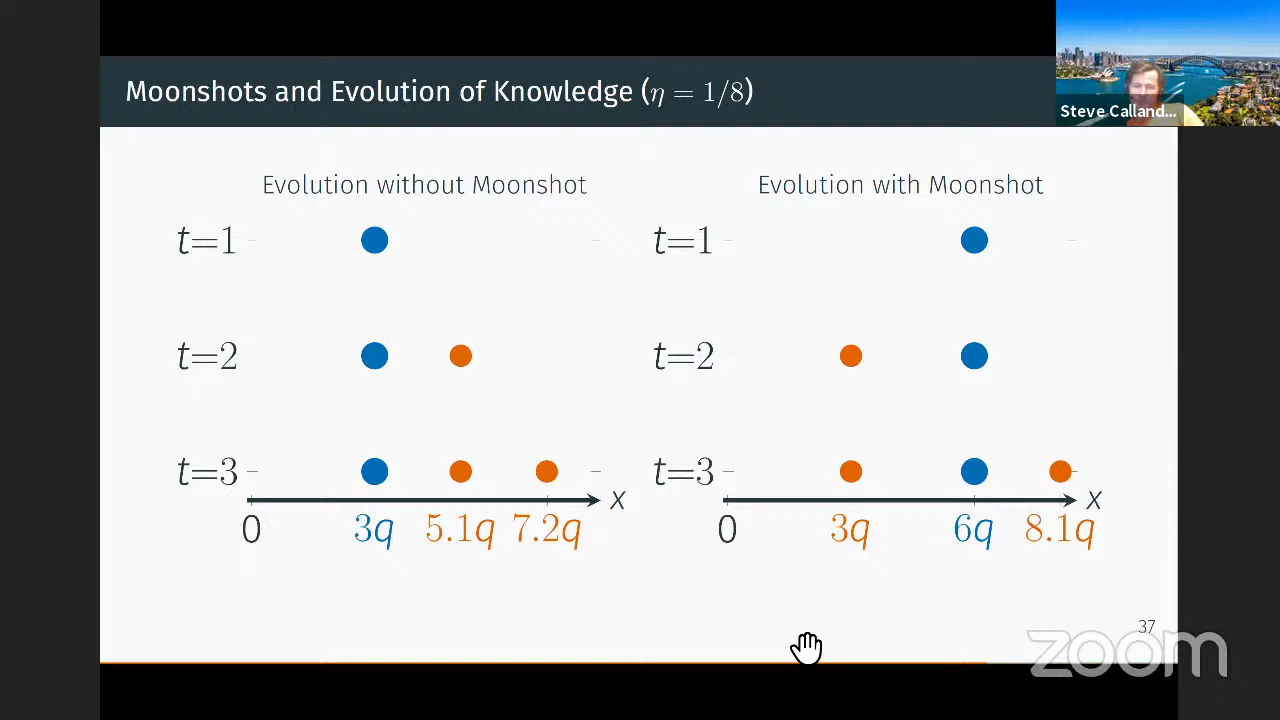 Moonshots and Evolution of Knowledge (η = 1/8)
Steve Calland...
Evolution without Moonshot
t=1
t=2
t=3
x
0 3q 5.1q 7.2q
Evolution with Moonshot
t=1
t=2
t=3
x
0 3q 6q 8.1q
37
zoom